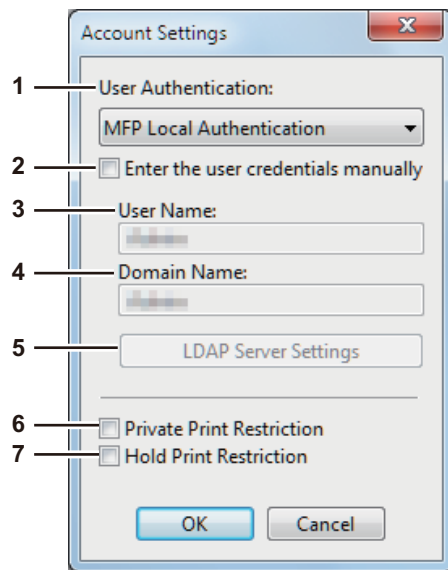 Account Settings
1 User Authentication:
MFP Local Authentication
2 Enter the user credentials manually
3 User Name:
4 Domain Name:
5 LDAP Server Settings
6 Private Print Restriction
7 Hold Print Restriction
OK Cancel